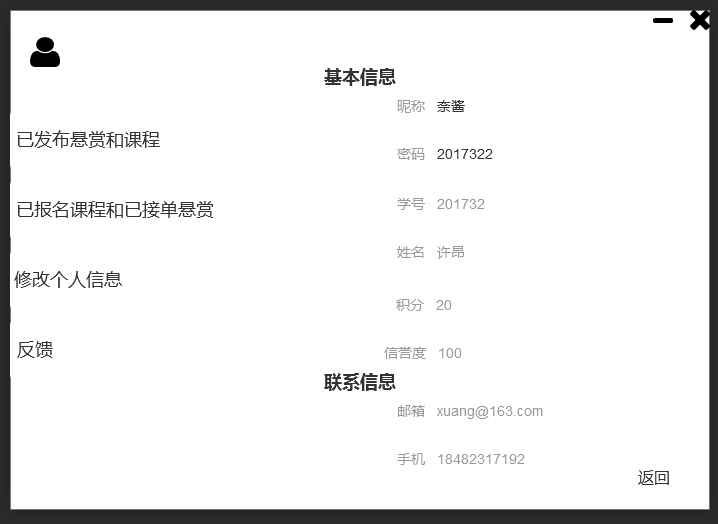 基本信息
昵称 奈酱
已发布悬赏和课程
密码 2017322
学号 201732
已报名课程和已接单悬赏
姓名 许昂
修改个人信息
积分 20
反馈
信誉度 100
联系信息
邮箱 xuang@163.com
手机 18482317192
返回